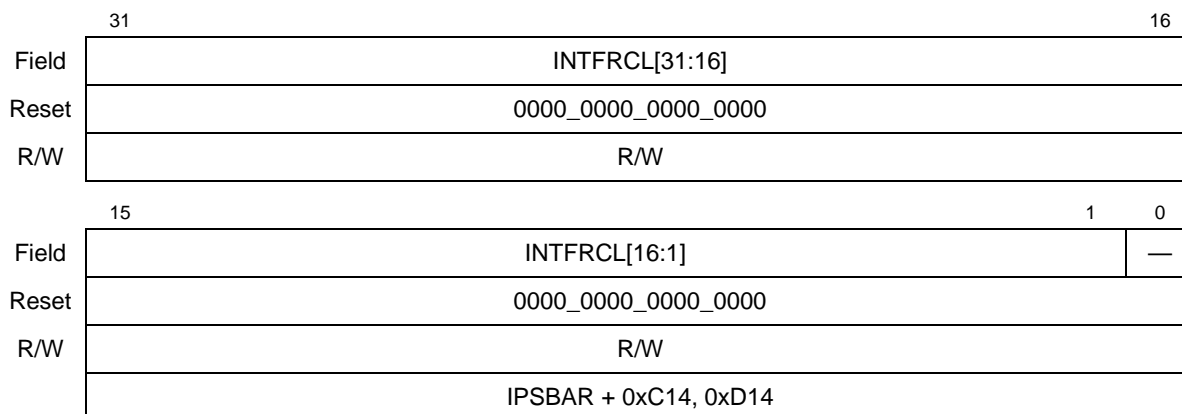 31 16
Field INTFRCL[31:16]
Reset 0000_0000_0000_0000
R/W R/W
15 1 0
Field INTFRCL[16:1] —
Reset 0000_0000_0000_0000
R/W R/W
IPSBAR + 0xC14, 0xD14